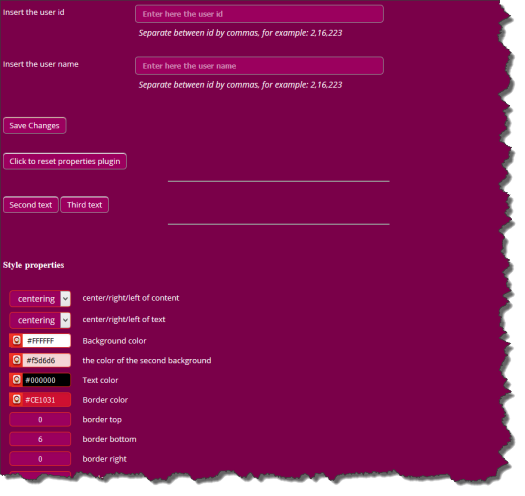 Insert the user id
Enter here the user id
Separate between id by commas, for example: 2,16,223
Insert the user name
Enter here the user name
Separate between id by commas, for example: 2,16,223
Save Changes
Click to reset properties plugin
Second text Third text
Style properties
centering center/right/left of content
centering center/right/left of text
#FFFFFF Background color
#f5d6d6 the color of the second background
#000000 Text color
#CE1031 Border color
0 border top
6 border bottom
0 border right